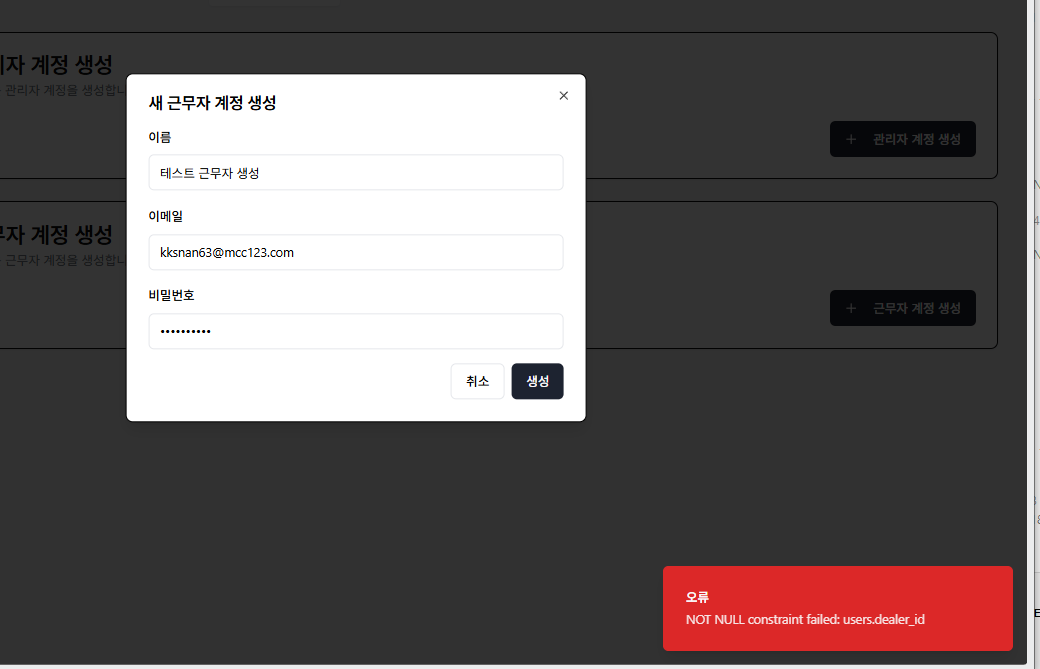 자 계정 생성
관리자 계정을 생성합니
관리자 계정 생성
자 계정 생성
근무자 계정을 생성합니
근무자 계정 생성
새 근무자 계정 생성
이름
테스트 근무자 생성
이메일
kksnan63@mcc123.com
비밀번호
••••••••••
취소
생성
오류
NOT NULL constraint failed: users.dealer_id